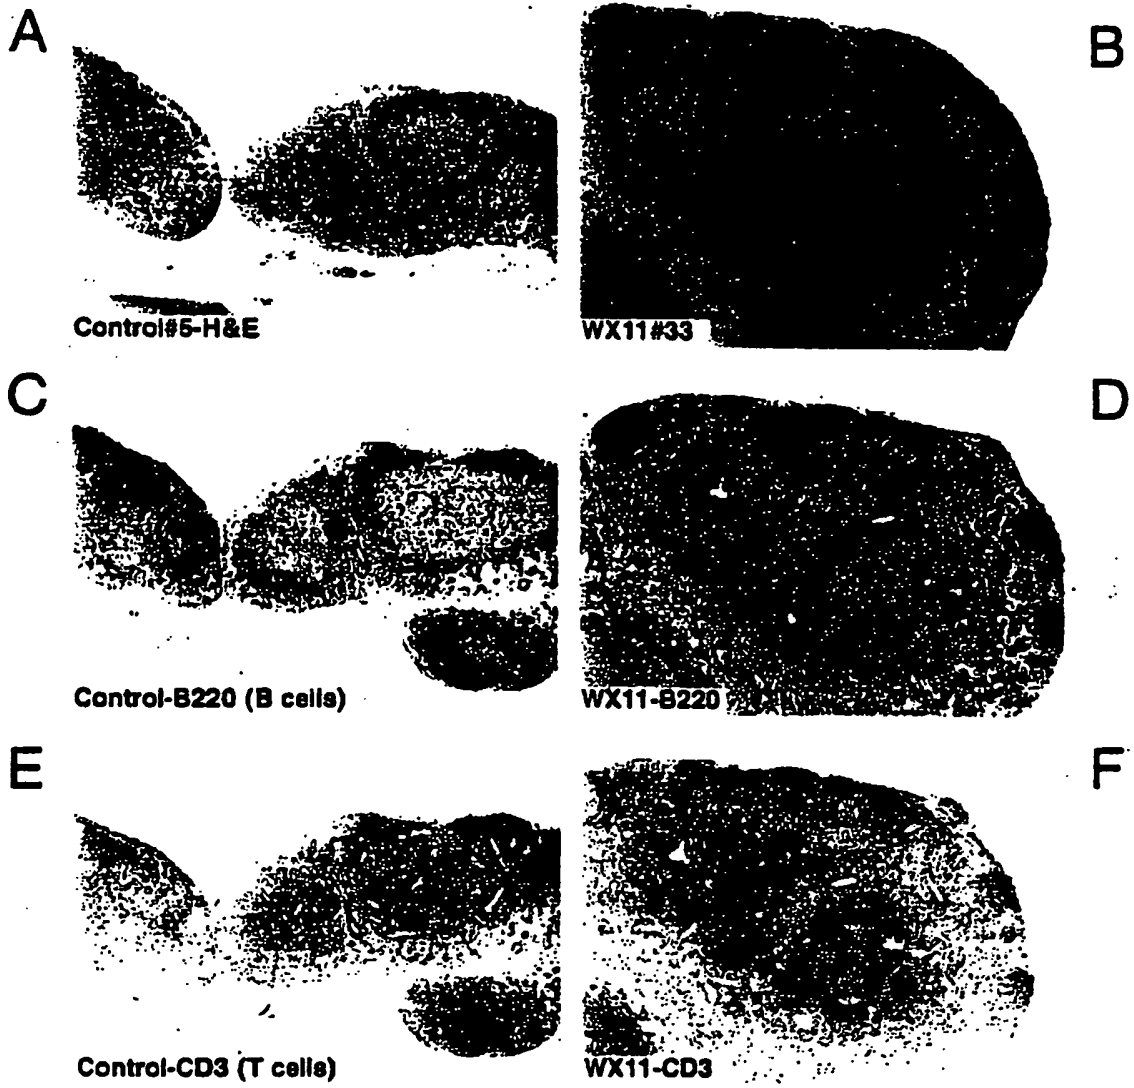 A
B
Control#5-H&E
WX11#33
C
D
Control-B220 (B cells)
WX11-B220
E
F
Control-CD3 (T cells)
WX11-CD3